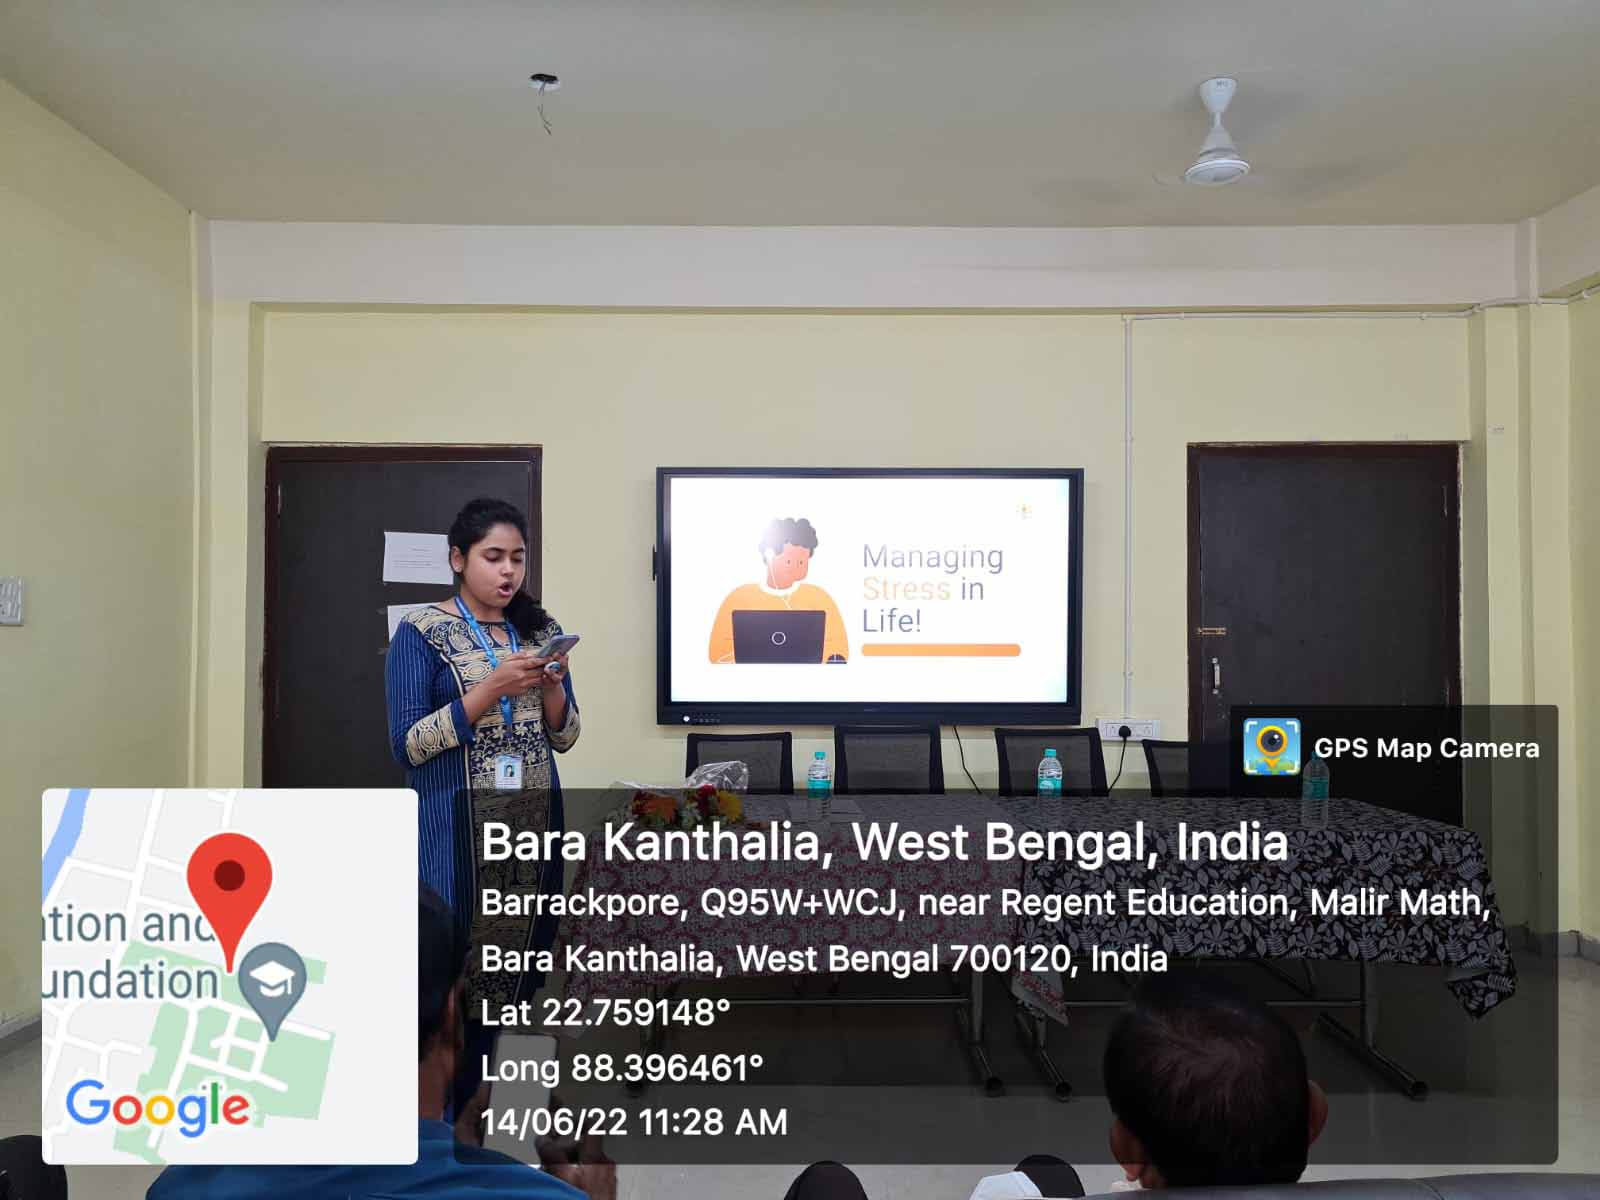 Managing
Stress in
Life!
GPS Map Camera
Bara Kanthalia, West Bengal, India
Barrackpore, Q95W+WCJ, near Regent Education, Malir Math,
Bara Kanthalia, West Bengal 700120, India
Lat 22.759148°
Long 88.396461°
14/06/22 11:28 AM
tion and
undation
Google